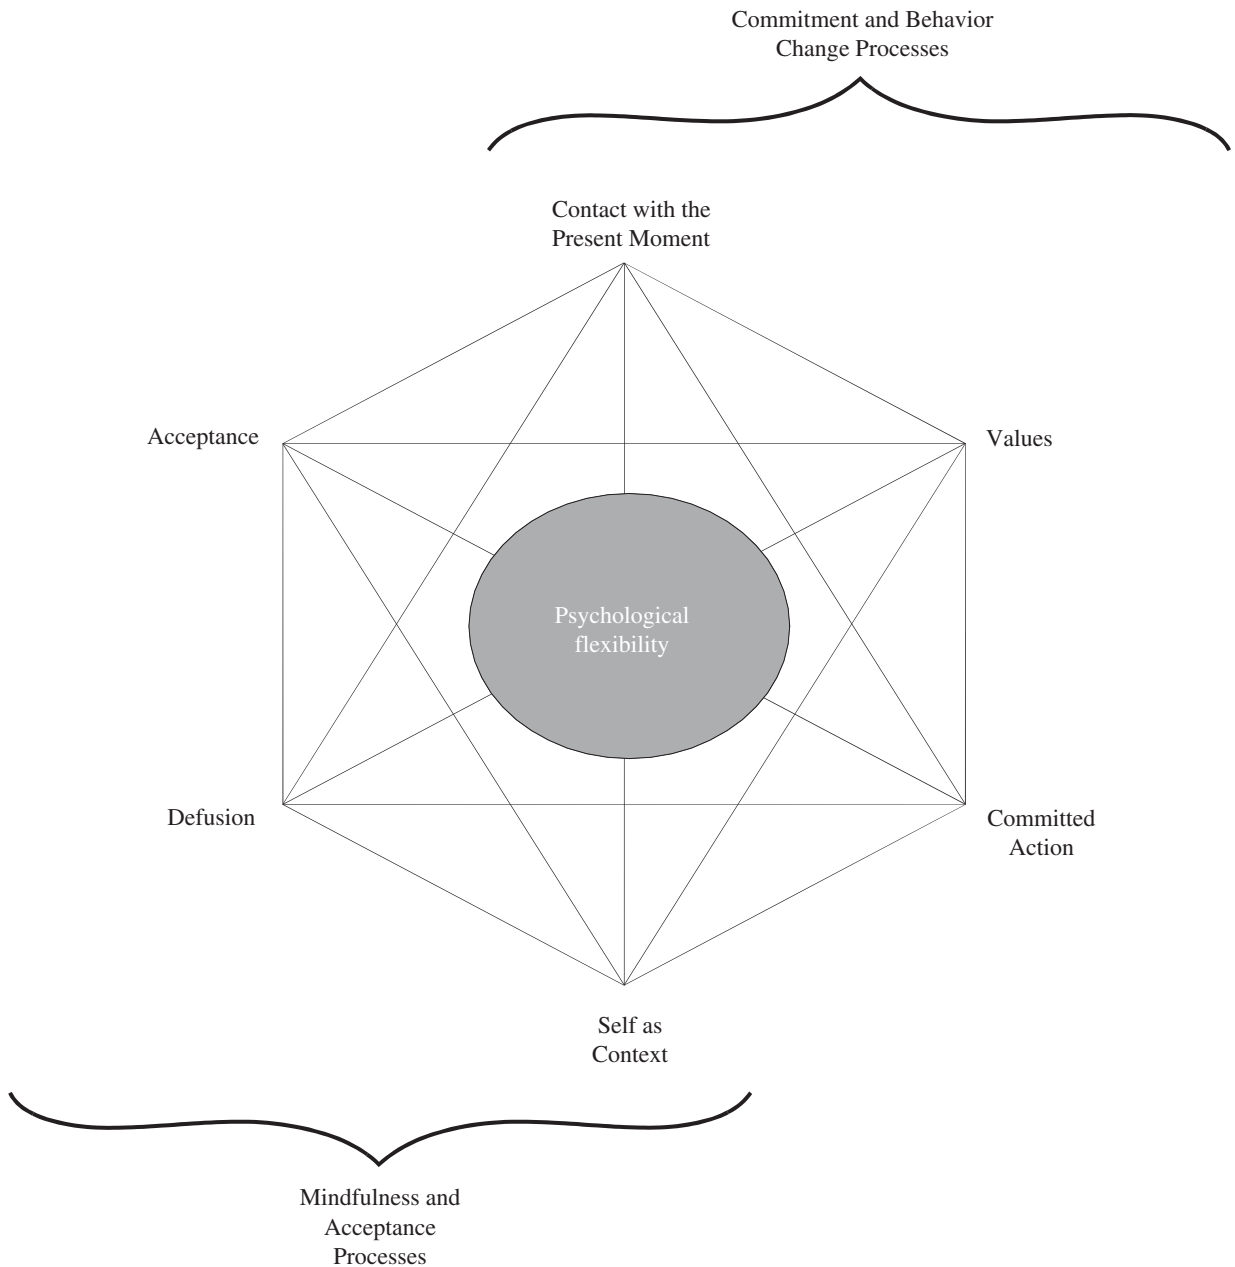 Commitment and Behavior
Change Processes
Contact with the
Present Moment
Acceptance
Values
Psychological
flexibility
Defusion
Committed
Action
Self as
Context
Mindfulness and
Acceptance
Processes